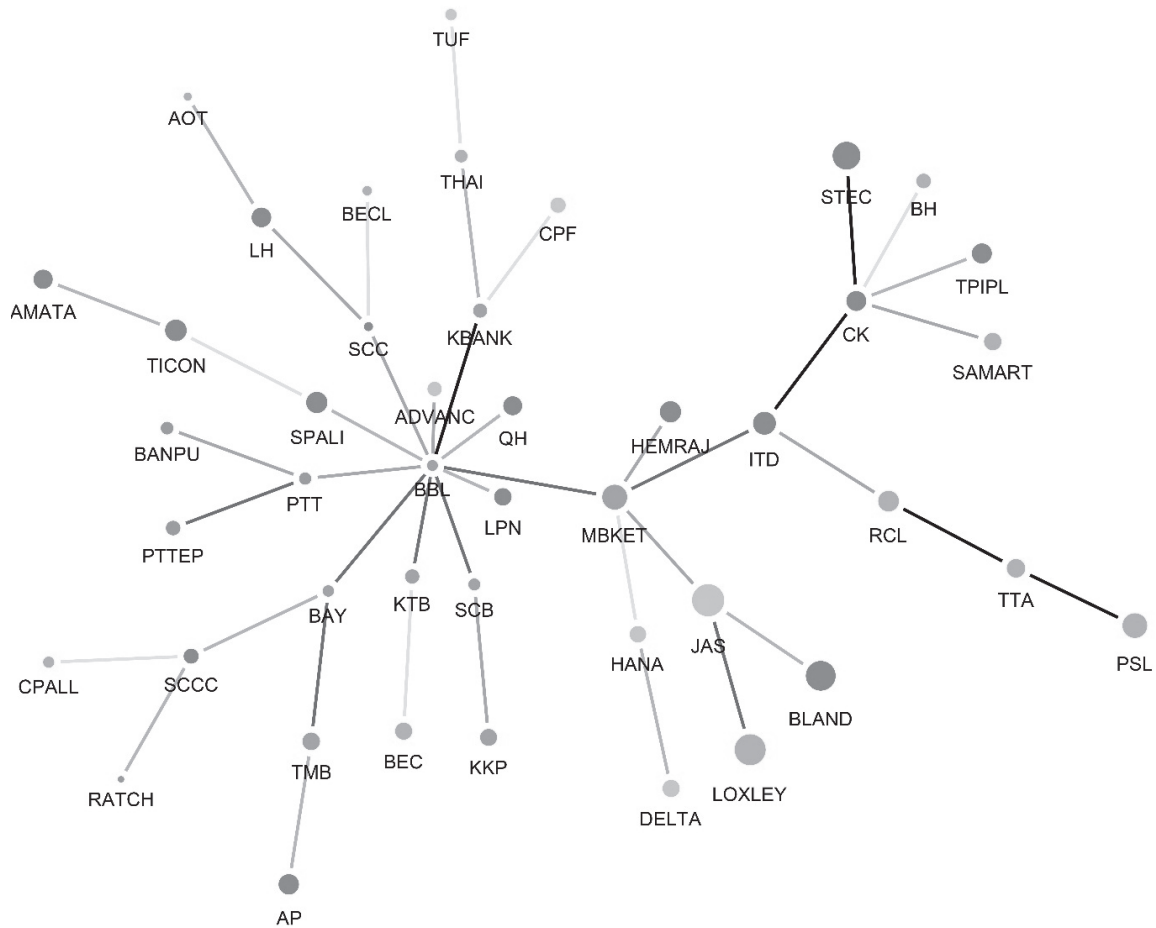 TUF
AOT
THAI
STEC
BECL
BH
CPF
LH
TPIPL
AMATA
CK
KBANK
SCC
TICON
SAMART
ADVANC
SPALI
QH
HEMRAJ
BANPU
ITD
BBL
PTT
LPN
MBKET
RCL
PTTEP
TTA
KTB
SCB
BAY
JAS
HANA
PSL
CPALL
SCCC
BLAND
BEC
KKP
TMB
LOXLEY
RATCH
DELTA
AP